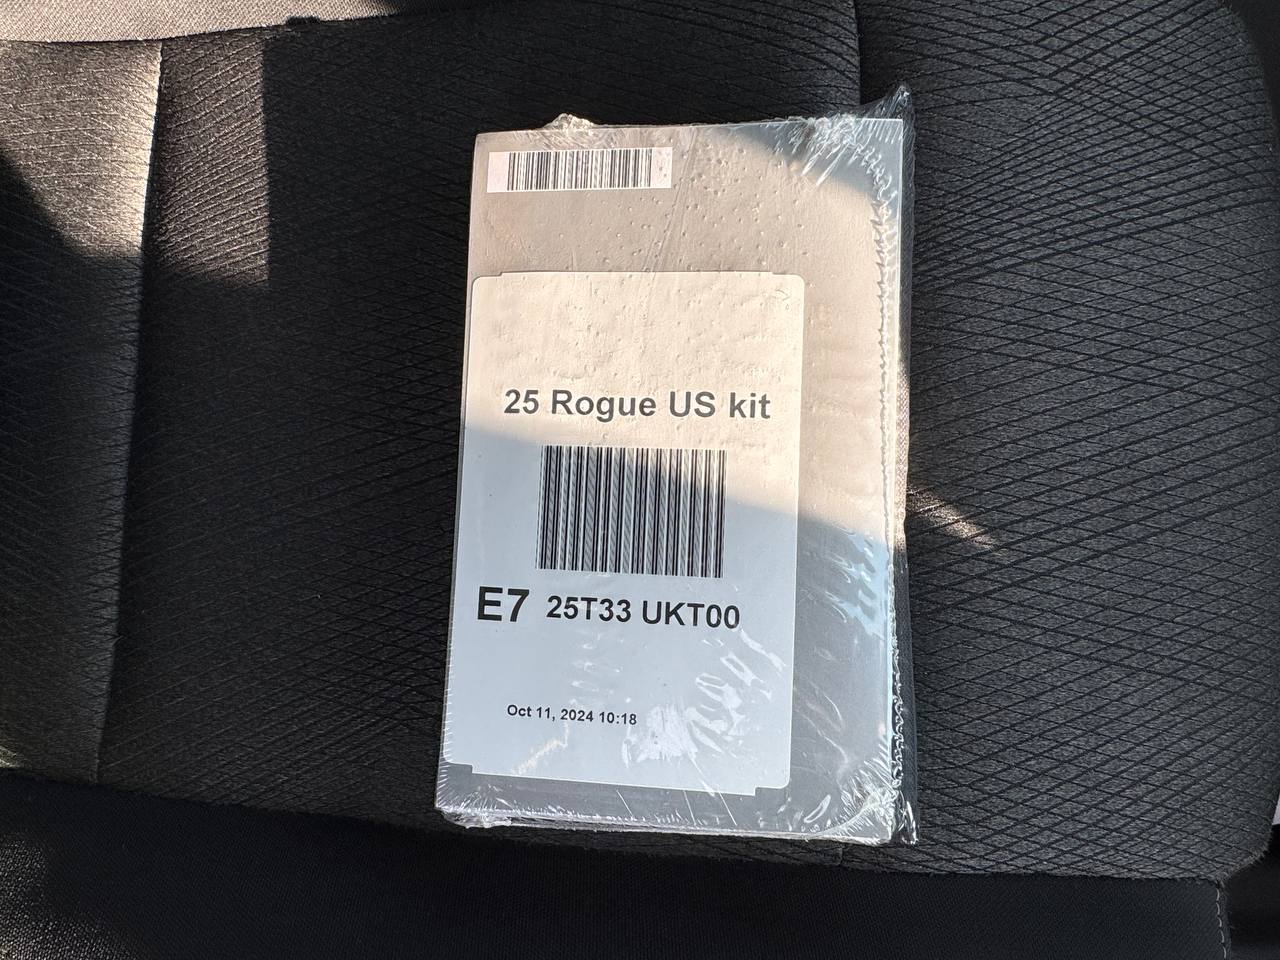 25 Rogue US kit
E7 25T33 UKT00
Oct 11, 2024 10:18